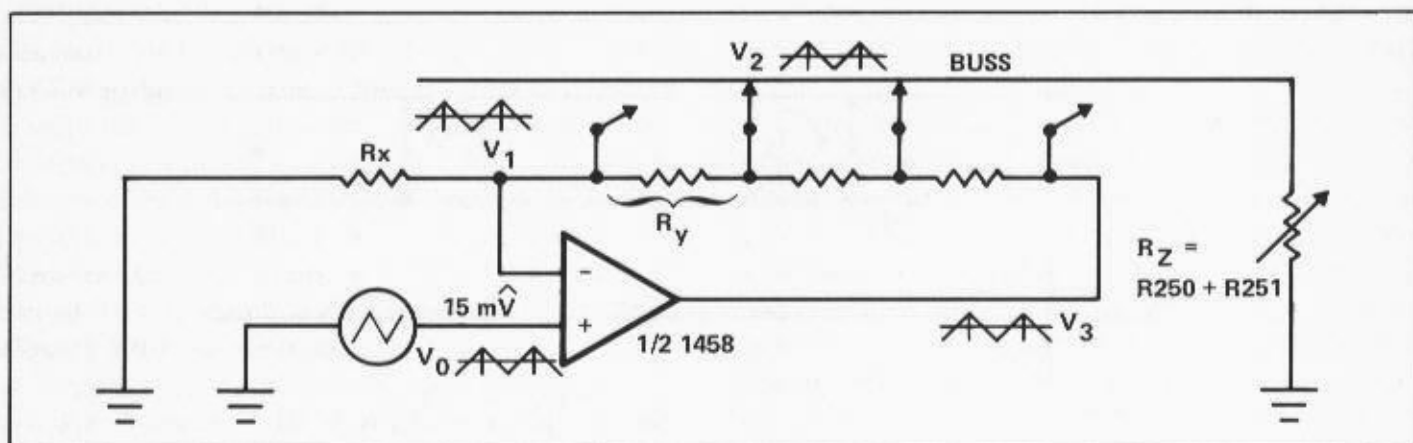 V2
BUSS
Rx
V1
Ry
RZ =
R250 + R251
15 mV̂
-
+
V0
1/2 1458
V3